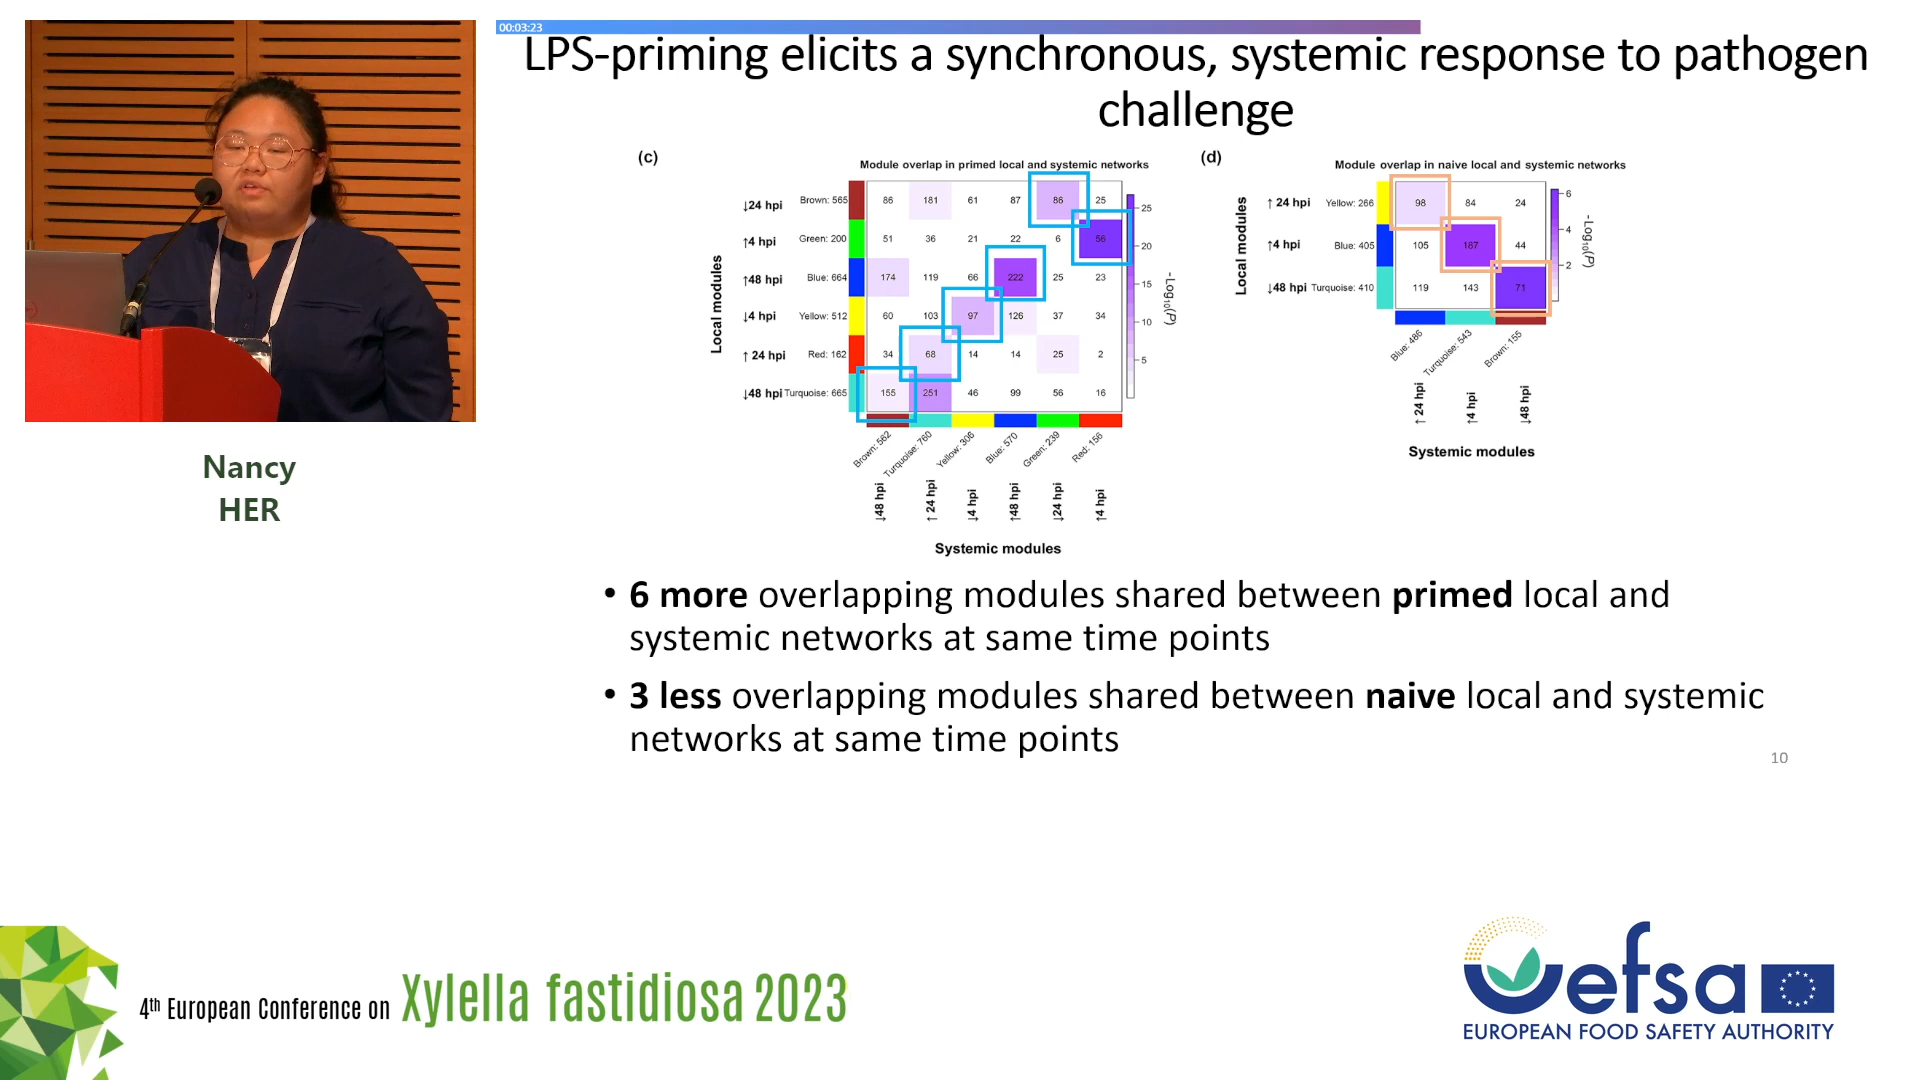 00:03:23
LPS-priming elicits a synchronous, systemic response to pathogen
challenge
(c)
Module overlap in primed local and systemic networks
Local modules
↓24 hpi Brown: 565 86 181 61 87 86 25
↑4 hpi Green: 200 51 36 21 22 6 56
↑48 hpi Blue: 664 174 119 66 222 25 23
↓4 hpi Yellow: 512 60 103 97 126 37 34
↑ 24 hpi Red: 162 34 68 14 14 25 2
↓48 hpi Turquoise: 665 155 251 46 99 56 16
25
20
15
10
5
-Log10(P)
Brown: 562 Turquoise: 760 Yellow: 306 Blue: 570 Green: 239 Red: 156
↓48 hpi ↑ 24 hpi ↓4 hpi ↑48 hpi ↓24 hpi ↑4 hpi
Systemic modules
(d)
Module overlap in naive local and systemic networks
Local modules
↑ 24 hpi Yellow: 266 98 84 24
↑4 hpi Blue: 405 105 187 44
↓48 hpi Turquoise: 410 119 143 71
6
4
2
-Log10(P)
Blue: 486 Turquoise: 543 Brown: 155
↑ 24 hpi ↑4 hpi ↓48 hpi
Systemic modules
Nancy
HER
• 6 more overlapping modules shared between primed local and
systemic networks at same time points
• 3 less overlapping modules shared between naive local and systemic
networks at same time points
10
4th European Conference on Xylella fastidiosa 2023
efsa
EUROPEAN FOOD SAFETY AUTHORITY